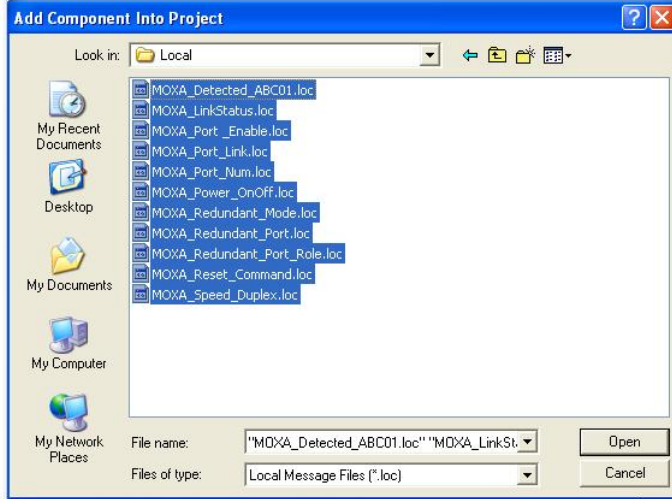 Add Component Into Project
Look in:
Local
My Recent
Documents
Desktop
My Documents
My Computer
My Network
Places
MOXA_Detected_ABC01.loc
MOXA_LinkStatus.loc
MOXA_Port _Enable.loc
MOXA_Port_Link.loc
MOXA_Port_Num.loc
MOXA_Power_OnOff.loc
MOXA_Redundant_Mode.loc
MOXA_Redundant_Port.loc
MOXA_Redundant_Port_Role.loc
MOXA_Reset_Command.loc
MOXA_Speed_Duplex.loc
File name:
"MOXA_Detected_ABC01.loc" "MOXA_LinkSt
Open
Files of type:
Local Message Files (*.loc)
Cancel